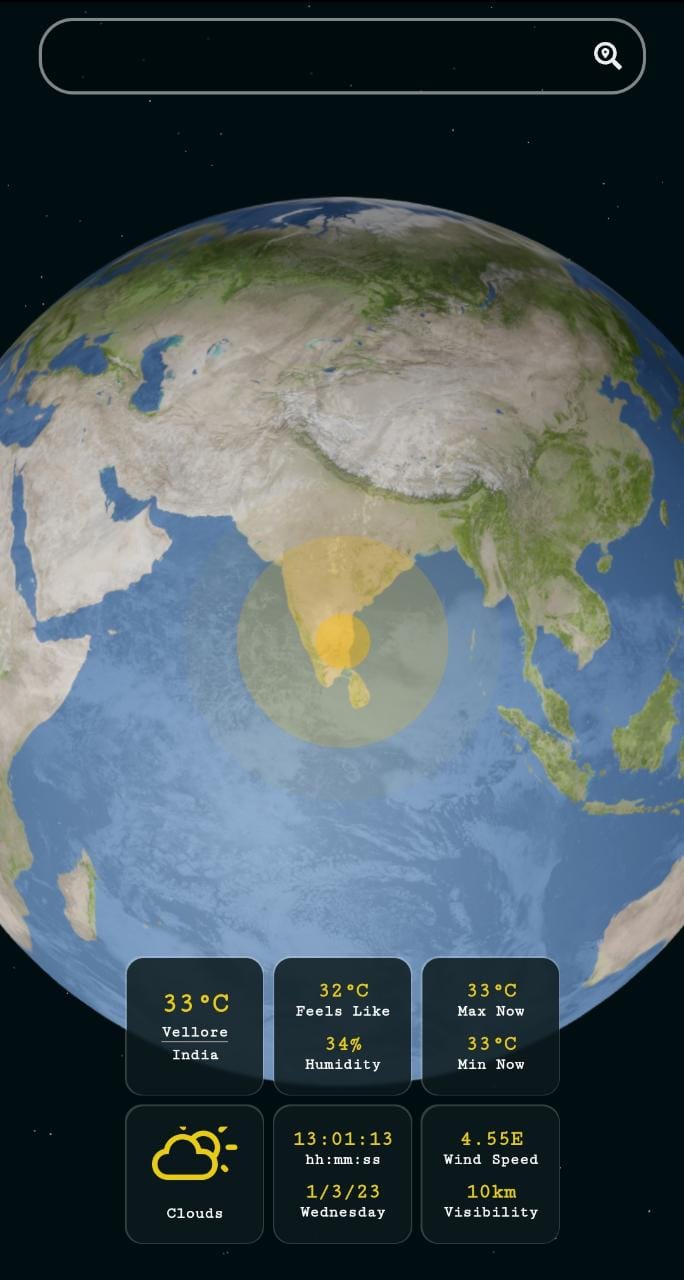 33°C
Vellore
India
32°C
Feels Like
34%
Humidity
33°C
Max Now
33°C
Min Now
Clouds
13:01:13
hh:mm:ss
1/3/23
Wednesday
4.55E
Wind Speed
10km
Visibility